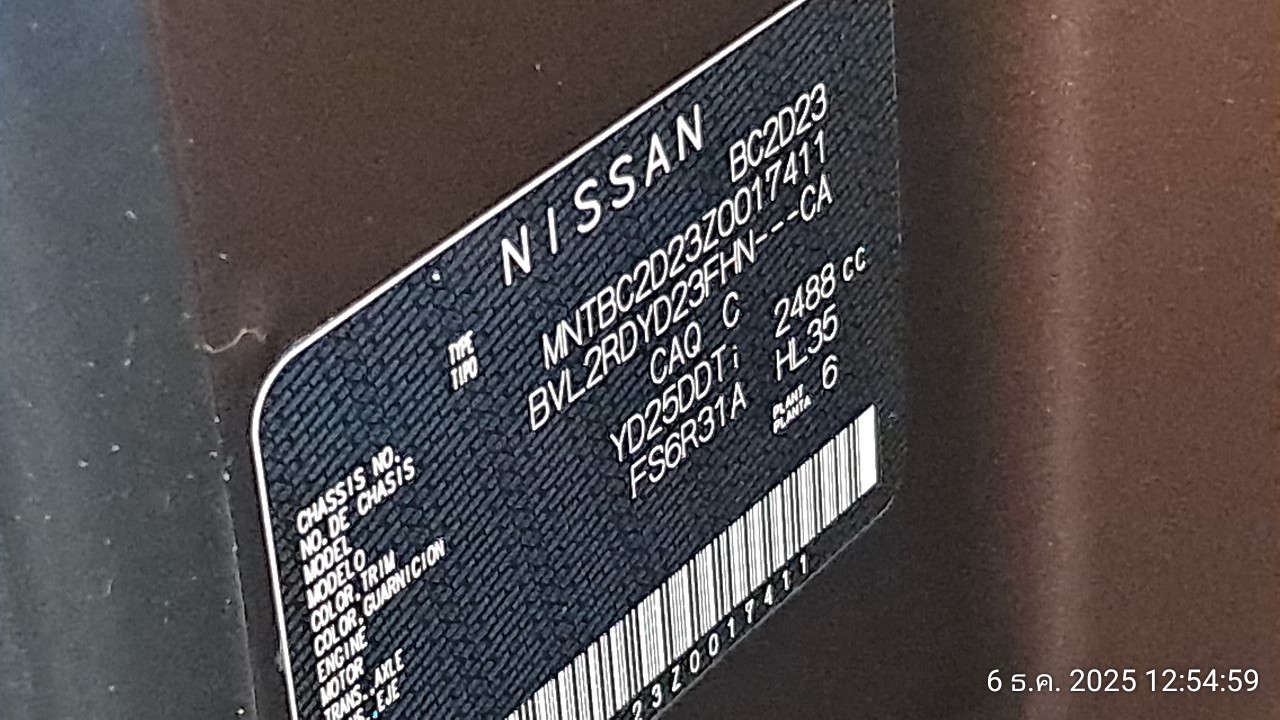 NISSAN
TYPE BC2D23
TIPO
CHASSIS NO. MNTBC2D23Z0017411
NO. DE CHASIS
MODEL BVL2RDYD23FHN---CA
MODELO
COLOR, TRIM CAQ C
COLOR, GUARNICION
ENGINE YD25DDTi 2488 cc
MOTOR
TRANS., AXLE FS6R31A HL35
EJE
PLANT 6
PLANTA
23Z0017411
6 ธ.ค. 2025 12:54:59